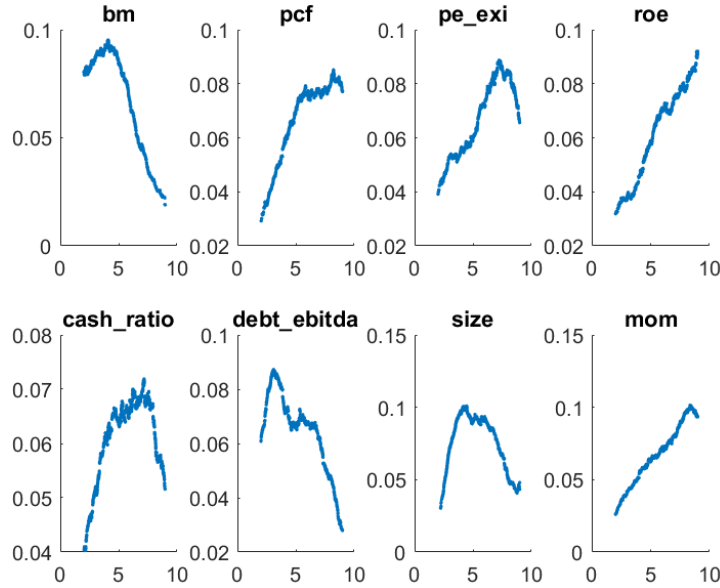 bm pcf pe_exi roe
0.1 0.1 0.1 0.1
0.08 0.08 0.08
0.05 0.06 0.06 0.06
0.04 0.04 0.04
0 0.02 0.02 0.02
0 5 10 0 5 10 0 5 10 0 5 10
cash_ratio debt_ebitda size mom
0.08 0.1 0.15 0.15
0.07 0.08 0.1 0.1
0.06 0.06
0.05 0.04 0.05 0.05
0.04 0.02 0 0
0 5 10 0 5 10 0 5 10 0 5 10